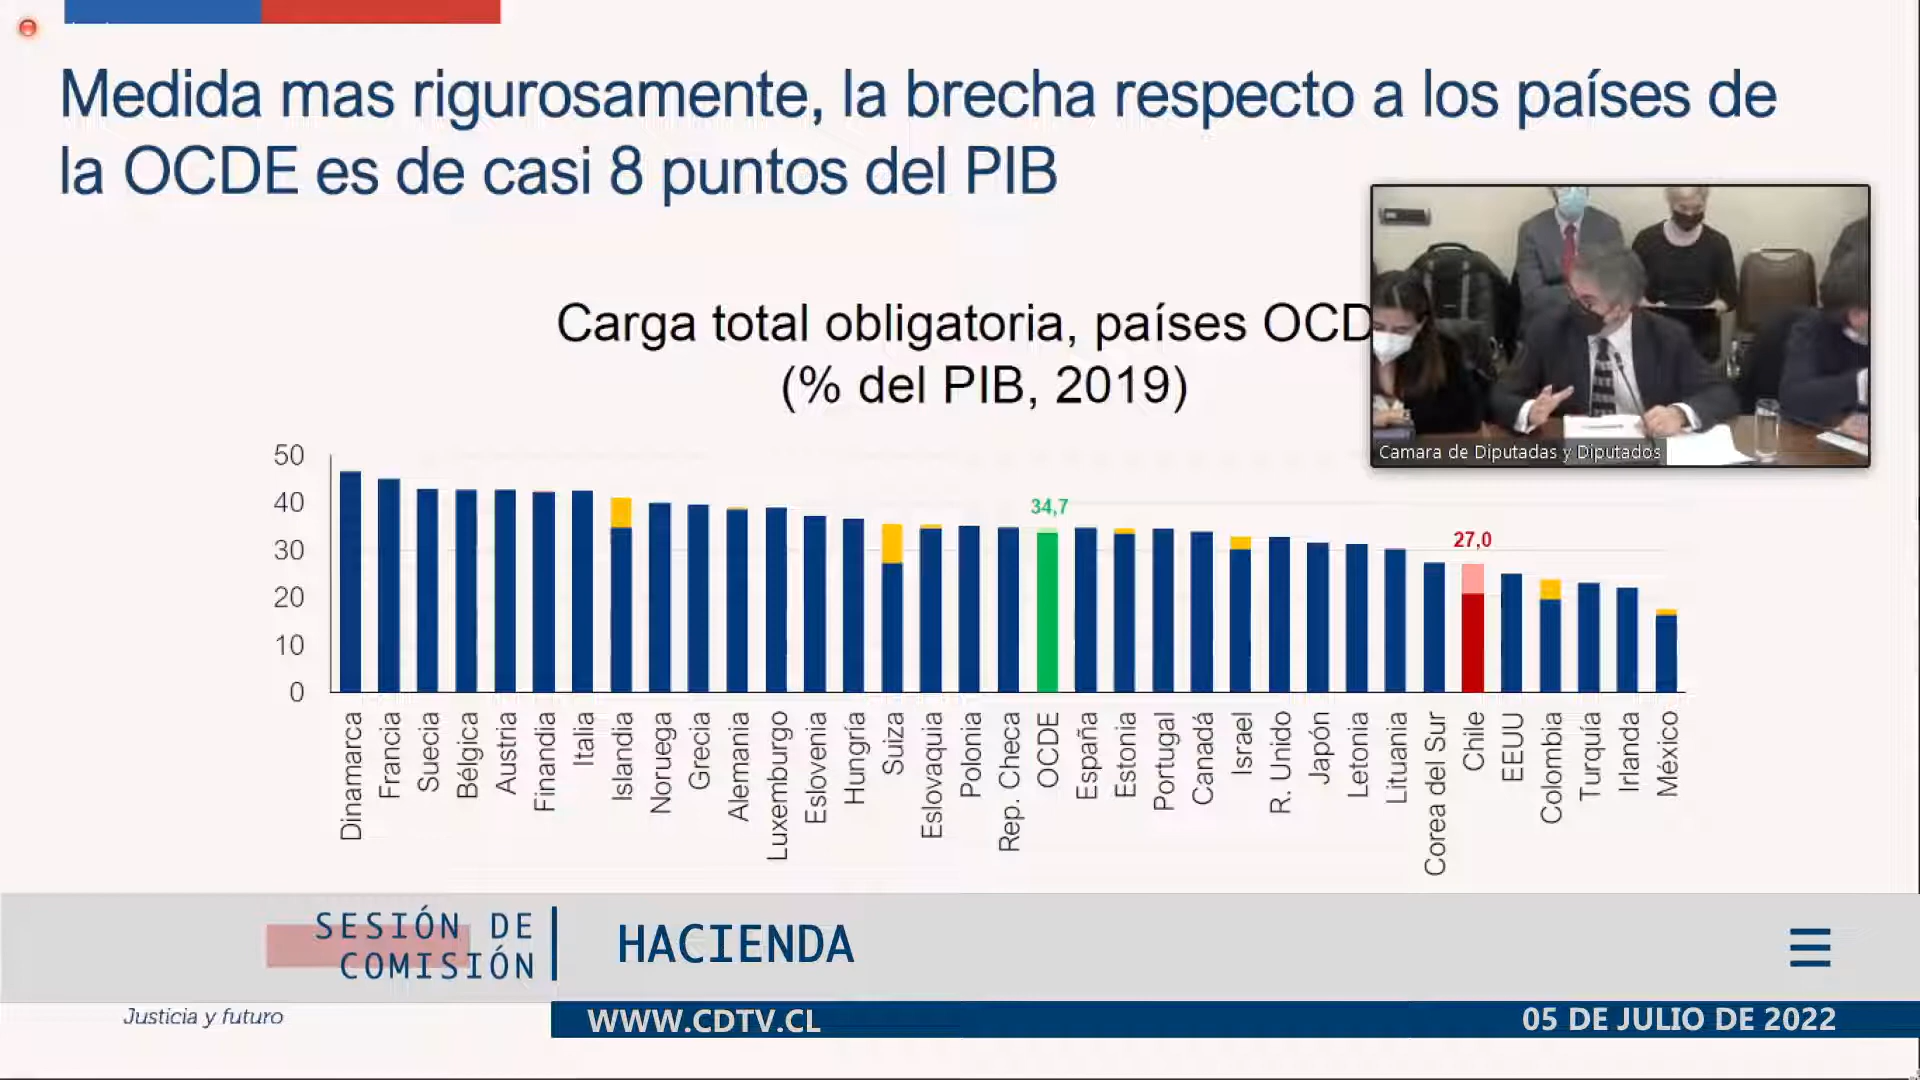 Medida mas rigurosamente, la brecha respecto a los países de
la OCDE es de casi 8 puntos del PIB
Carga total obligatoria, países OCD
(% del PIB, 2019)
Camara de Diputadas y Diputados
50
40
30
20
10
0
34,7
27,0
Dinamarca
Francia
Suecia
Bélgica
Austria
Finandia
Italia
Islandia
Noruega
Grecia
Alemania
Luxemburgo
Eslovenia
Hungría
Suiza
Eslovaquia
Polonia
Rep. Checa
OCDE
España
Estonia
Portugal
Canadá
Israel
R. Unido
Japón
Letonia
Lituania
Corea del Sur
Chile
EEUU
Colombia
Turquía
Irlanda
México
SESIÓN DE
COMISIÓN
HACIENDA
Justicia y futuro
WWW.CDTV.CL
05 DE JULIO DE 2022